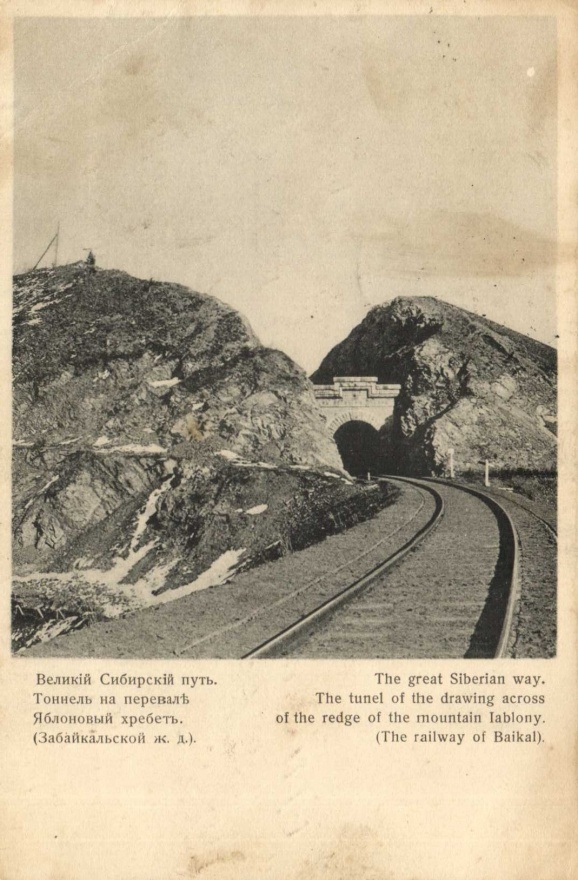 Великій Сибирскій путь.
Тоннель на перевалѣ
Яблоновый хребетъ.
(Забайкальской ж. д.).
The great Siberian way.
The tunel of the drawing across
of the redge of the mountain Iablony.
(The railway of Baikal).